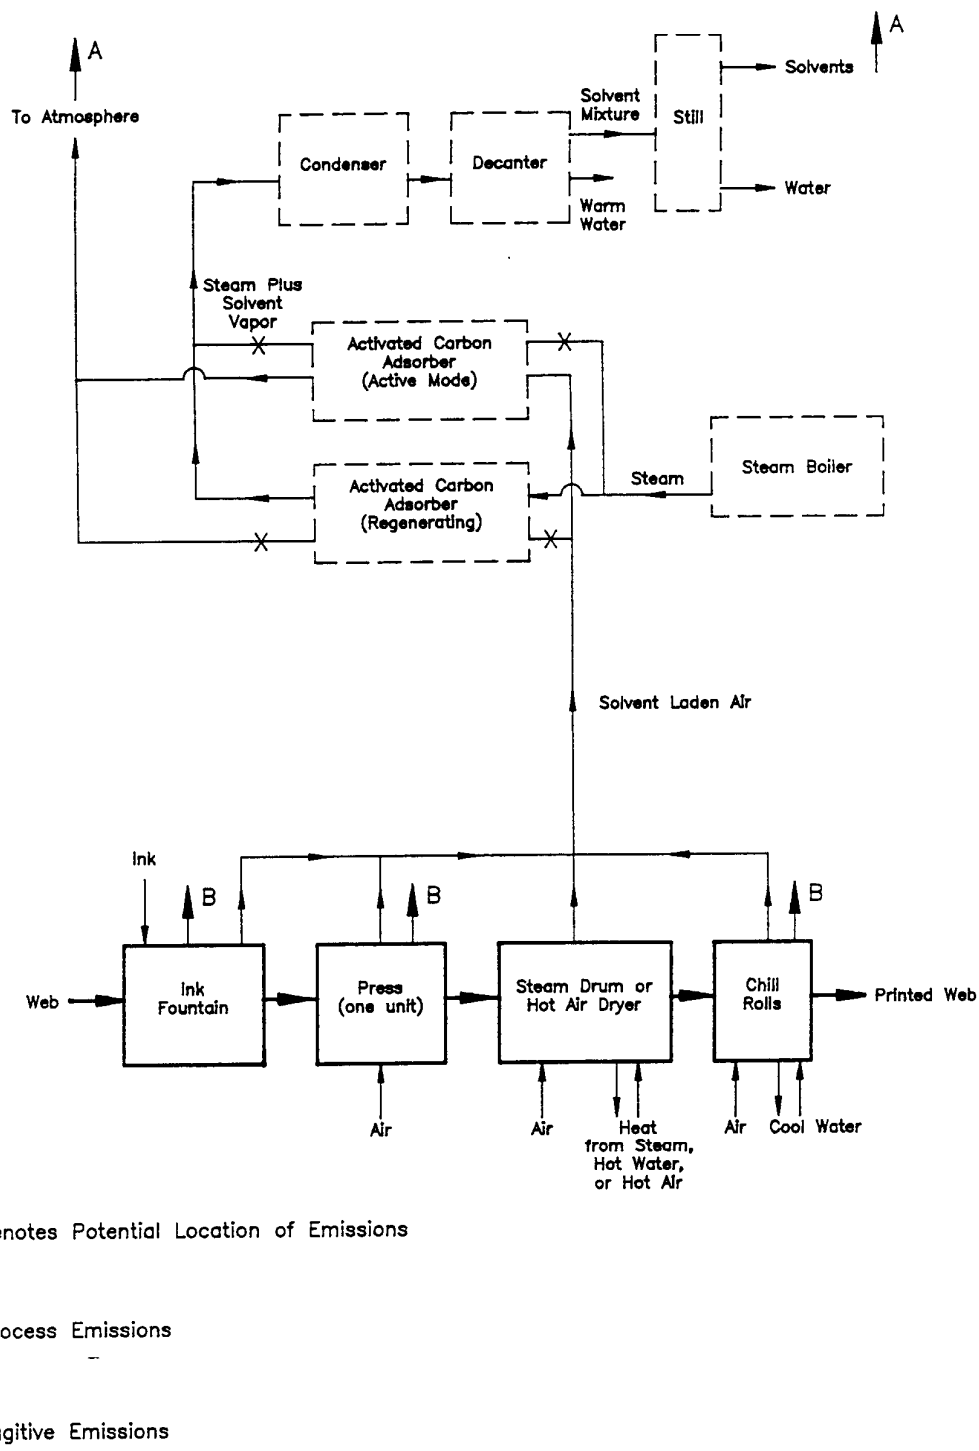 A
A
To Atmosphere
Solvent
Mixture
Still
Solvents
Condenser
Decanter
Water
Warm
Water
Steam Plus
Solvent
Vapor
Activated Carbon
Adsorber
(Active Mode)
Activated Carbon
Adsorber
(Regenerating)
Steam
Steam Boiler
Solvent Laden Air
Ink
B
B
B
Web
Ink
Fountain
Press
(one unit)
Steam Drum or
Hot Air Dryer
Chill
Rolls
Printed Web
Air
Air
Heat
from Steam,
Hot Water,
or Hot Air
Air
Cool Water
enotes Potential Location of Emissions
ocess Emissions
gitive Emissions